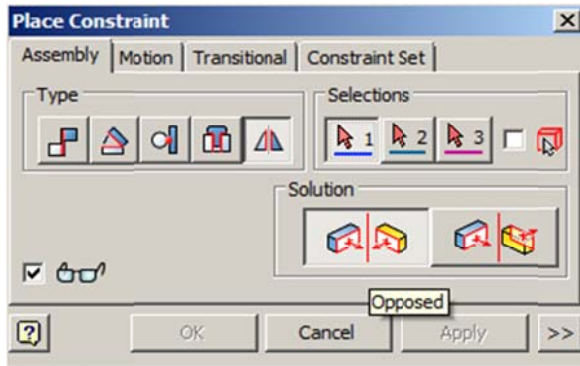 Place Constraint
Assembly Motion Transitional Constraint Set
Type Selections
1 2 3
Solution
Opposed
? OK Cancel Apply >>